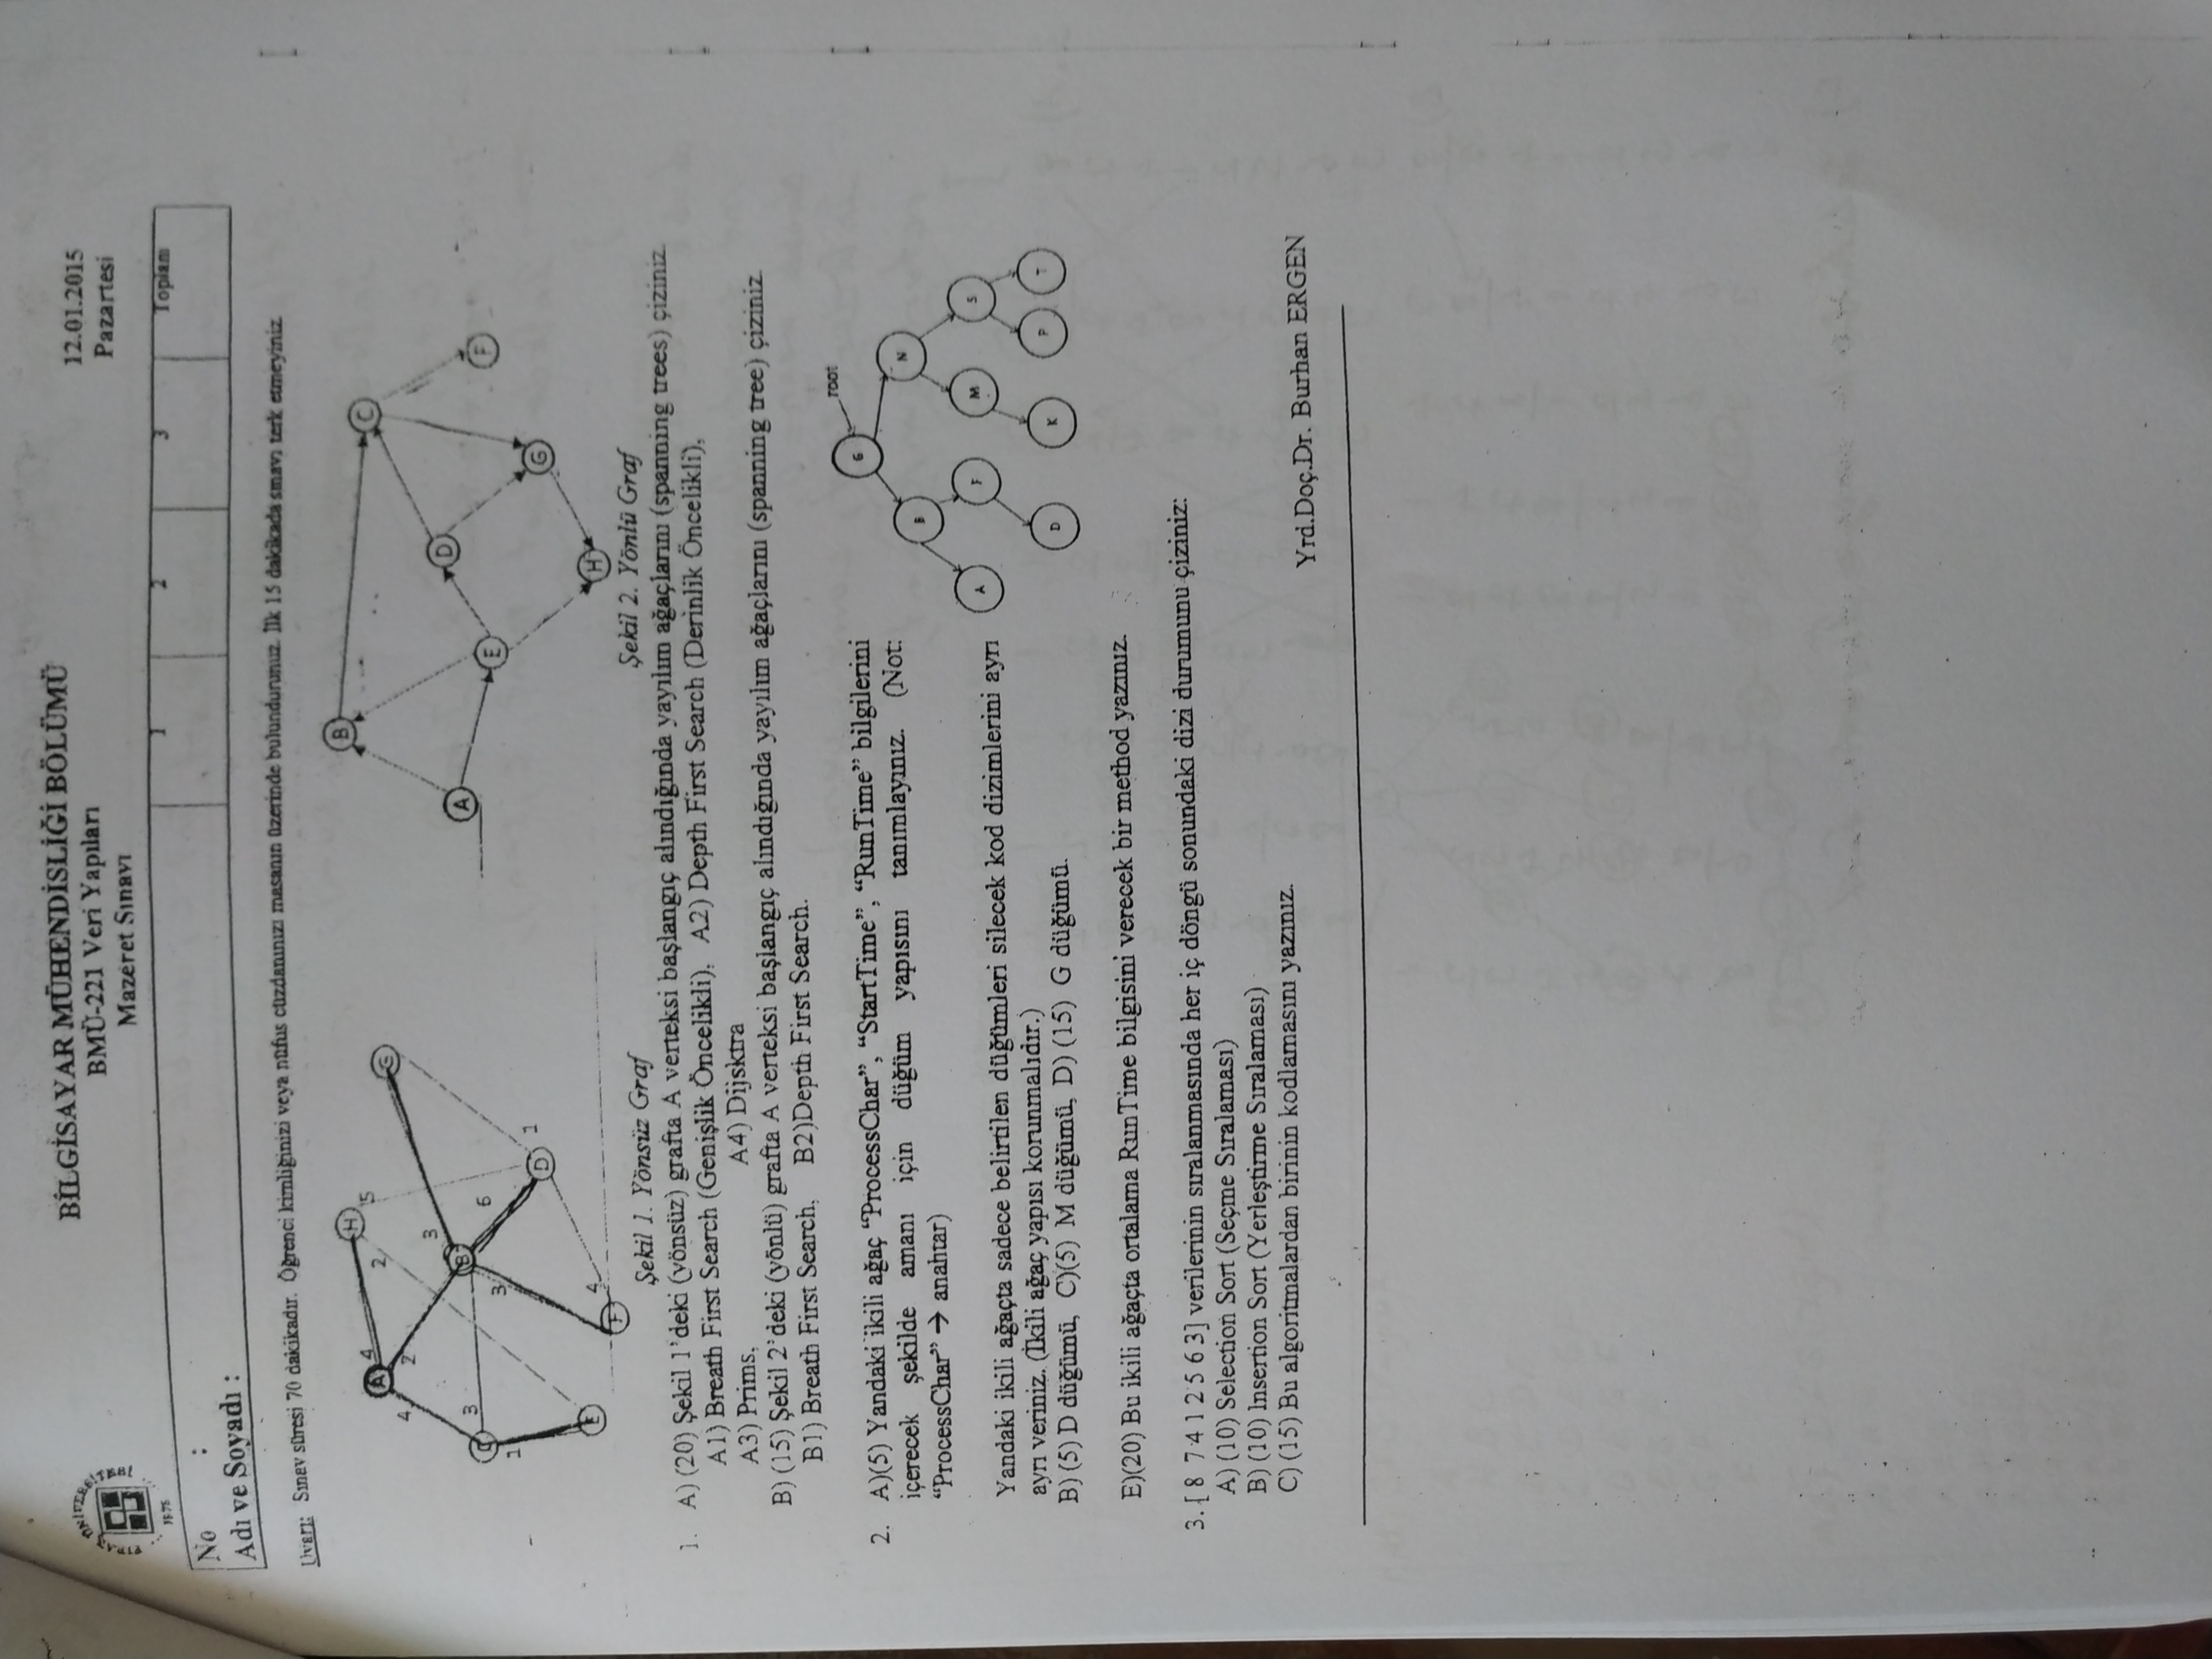 BİLGİSAYAR MÜHENDİSLİĞİ BÖLÜMÜ
BMÜ-221 Veri Yapıları
Mazeret Sınavı
12.01.2015
Pazartesi
1975
No :
Adı ve Soyadı :
1 2 3 Toplam
Uyarı: Sınav süresi 70 dakikadır. Öğrenci kimliğinizi veya nüfus cüzdanınızı masanın üzerinde bulundurunuz. İlk 15 dakikada sınavı terk etmeyiniz.
A
4
4
2
H
2
5
C
3
1
E
B
3
3
6
G
F
4
D
1
Şekil 1. Yönsüz Graf
A
B
E
D
H
G
C
F
Şekil 2. Yönlü Graf
1. A) (20) Şekil 1'deki (yönsüz) grafta A verteksi başlangıç alındığında yayılım ağaçlarını (spanning trees) çiziniz.
A1) Breath First Search (Genişlik Öncelikli), A2) Depth First Search (Derinlik Öncelikli),
A3) Prims, A4) Dijsktra
B) (15) Şekil 2'deki (yönlü) grafta A verteksi başlangıç alındığında yayılım ağaçlarını (spanning tree) çiziniz
B1) Breath First Search, B2)Depth First Search.
2. A)(5) Yandaki ikili ağaç “ProcessChar”, “StartTime”, “RunTime” bilgilerini
içerecek şekilde amanı için düğüm yapısını tanımlayınız. (Not:
“ProcessChar” → anahtar)
Yandaki ikili ağaçta sadece belirtilen düğümleri silecek kod dizimlerini ayrı
ayrı veriniz. (İkili ağaç yapısı korunmalıdır.)
B) (5) D düğümü, C)(5) M düğümü, D) (15) G düğümü.
E)(20) Bu ikili ağaçta ortalama RunTime bilgisini verecek bir method yazınız.
root
G
B
N
A
F
M
S
D
K
P
T
3. [ 8 7 4 1 2 5 6 3] verilerinin sıralanmasında her iç döngü sonundaki dizi durumunu çiziniz:
A) (10) Selection Sort (Seçme Sıralaması)
B) (10) Insertion Sort (Yerleştirme Sıralaması)
C) (15) Bu algoritmalardan birinin kodlamasını yazınız.
Yrd.Doç.Dr. Burhan ERGEN